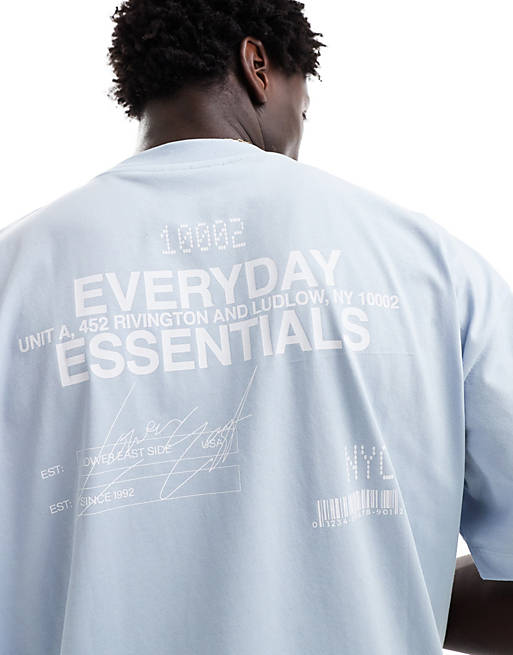 10002
EVERYDAY
UNIT A, 452 RIVINGTON AND LUDLOW, NY 10002
ESSENTIALS
EST: LOWER EAST SIDE USA
EST: SINCE 1992
NYC